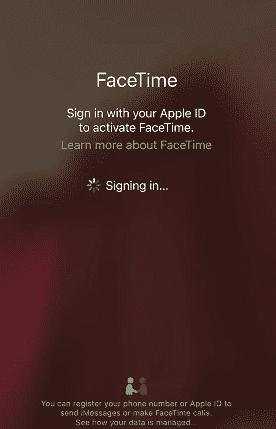 FaceTime
Sign in with your Apple ID
to activate FaceTime.
Learn more about FaceTime
Signing in...
You can register your phone number or Apple ID to
send iMessages or make FaceTime calls.
See how your data is managed...